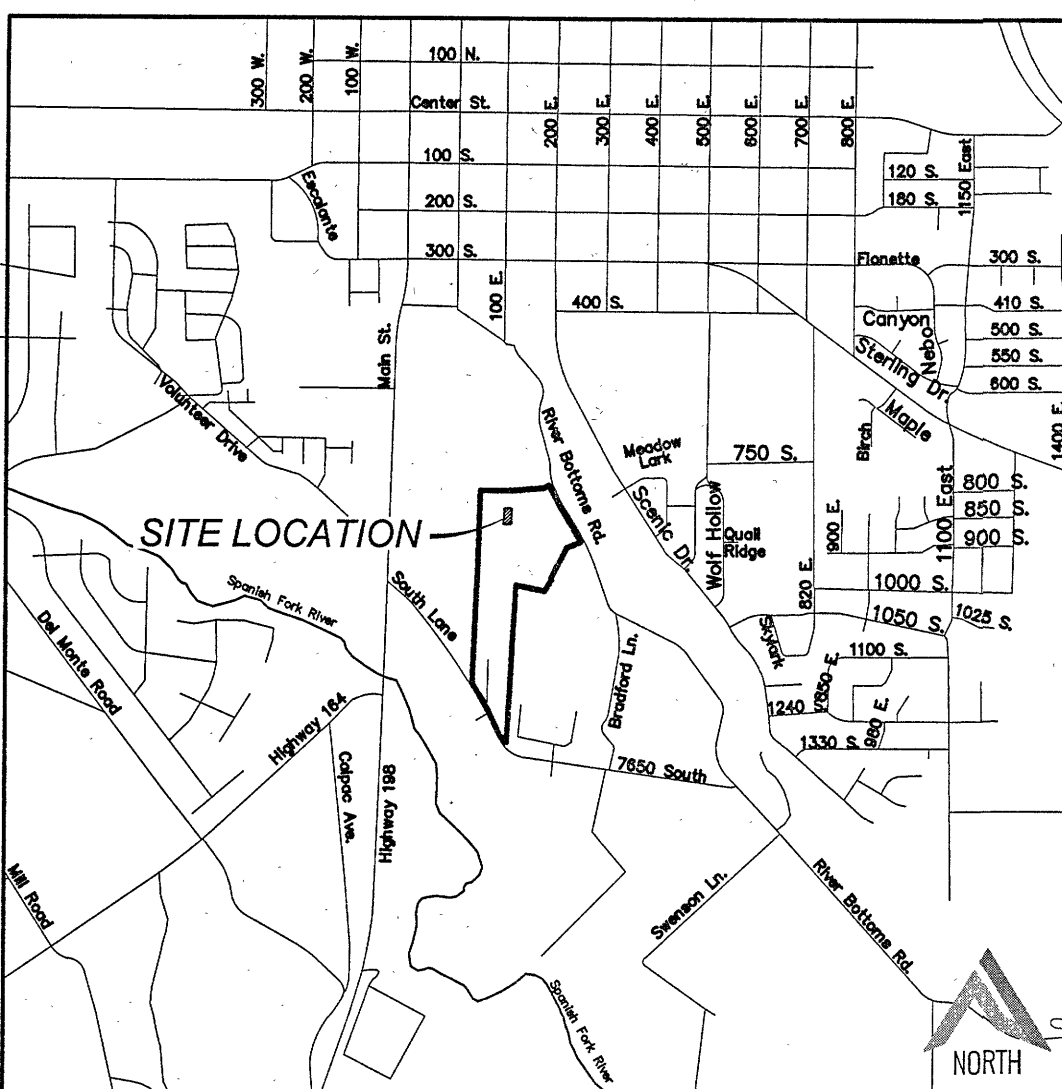 100 N.
300 W.
200 W.
100 W.
Center St.
200 E.
300 E.
400 E.
500 E.
600 E.
700 E.
800 E.
100 S.
Escalante
120 S.
180 S.
1150 East
200 S.
300 S.
Fionette
300 S.
100 E.
400 S.
410 S.
Canyon
Nebo
500 S.
Main St.
Sterling Dr.
550 S.
600 S.
Volunteer Drive
Maple
Birch
1400 E.
River Bottoms Rd.
Meadow
Lark
750 S.
1100 East
800 S.
Scenic Dr.
Wolf Hollow
850 S.
900 E.
900 S.
SITE LOCATION
Quail
Ridge
Spanish Fork River
South Lane
820 E.
1000 S.
1050 S.
1025 S.
Skylark
Del Monte Road
Bradford Ln.
1100 S.
850 E.
1240
980 E.
Highway 164
1330 S.
7650 South
Calpac Ave.
Highway 198
Mill Road
Swenson Ln.
River Bottoms Rd.
Spanish Fork River
NORTH